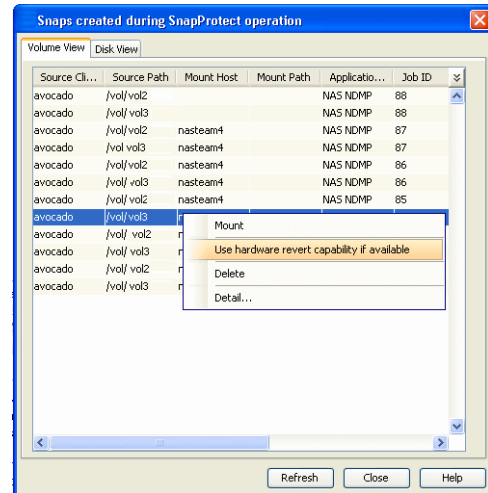 Snaps created during SnapProtect operation
Volume View Disk View
Source Cli... Source Path Mount Host Mount Path Applicatio... Job ID
avocado /vol/vol2 NAS NDMP 88
avocado /vol/vol3 NAS NDMP 88
avocado /vol/vol2 nasteam4 NAS NDMP 87
avocado /vol vol3 nasteam4 NAS NDMP 87
avocado /vol/vol2 nasteam4 NAS NDMP 86
avocado /vol/vol3 nasteam4 NAS NDMP 86
avocado /vol/vol2 nasteam4 NAS NDMP 85
avocado /vol/vol3
Mount
avocado /vol/ vol2
avocado /vol/ vol3
Use hardware revert capability if available
avocado /vol/vol2
Delete
avocado /vol/ vol3
Detail...
Refresh Close Help